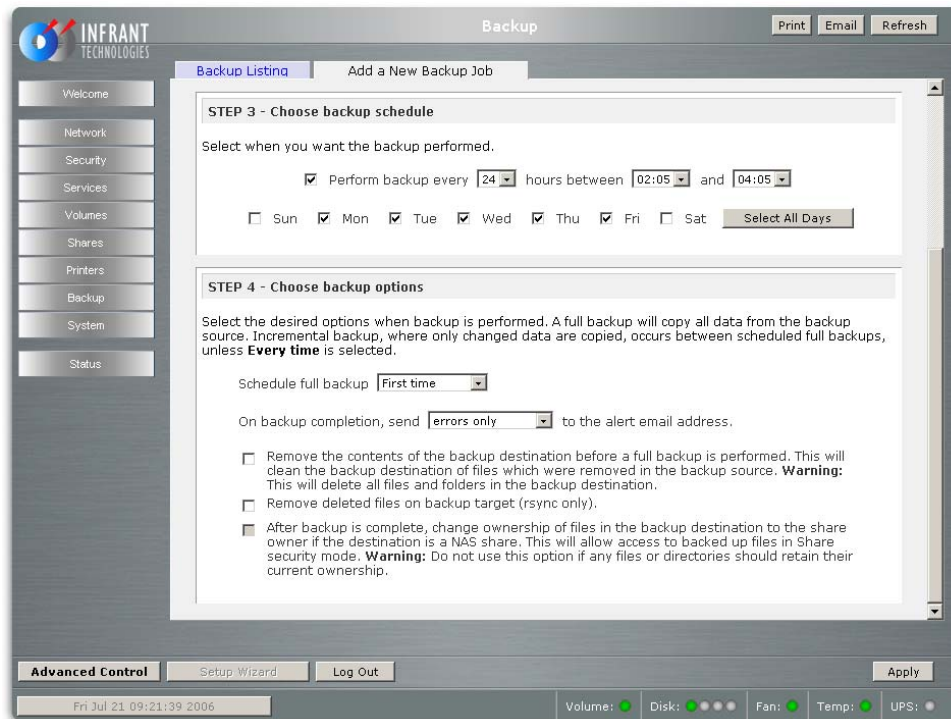 INFRANT
TECHNOLOGIES
Backup
Print Email Refresh
Backup Listing Add a New Backup Job
Welcome
Network
Security
Services
Volumes
Shares
Printers
Backup
System
Status
STEP 3 - Choose backup schedule
Select when you want the backup performed.
Perform backup every 24 hours between 02:05 and 04:05
Sun Mon Tue Wed Thu Fri Sat Select All Days
STEP 4 - Choose backup options
Select the desired options when backup is performed. A full backup will copy all data from the backup
source. Incremental backup, where only changed data are copied, occurs between scheduled full backups,
unless Every time is selected.
Schedule full backup First time
On backup completion, send errors only to the alert email address.
Remove the contents of the backup destination before a full backup is performed. This will
clean the backup destination of files which were removed in the backup source. Warning:
This will delete all files and folders in the backup destination.
Remove deleted files on backup target (rsync only).
After backup is complete, change ownership of files in the backup destination to the share
owner if the destination is a NAS share. This will allow access to backed up files in Share
security mode. Warning: Do not use this option if any files or directories should retain their
current ownership.
Advanced Control Setup Wizard Log Out Apply
Fri Jul 21 09:21:39 2006 Volume: Disk: Fan: Temp: UPS: